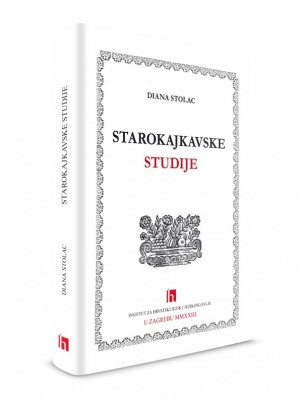 DIANA STOLAC
STAROKAJKAVSKE
STUDIJE
h
INSTITUT ZA HRVATSKI JEZIK I JEZIKOSLOVLJE
U ZAGREBU MMXXIII.
STAROKAJKAVSKE STUDIJE
DIANA STOLAC
h